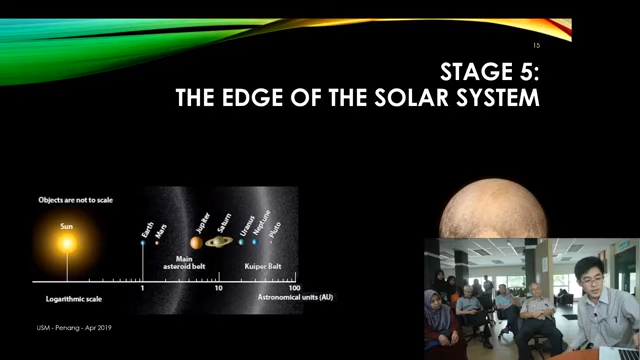 15
STAGE 5:
THE EDGE OF THE SOLAR SYSTEM
Objects are not to scale
Sun
Earth
Mars
Jupiter
Saturn
Uranus
Neptune
Pluto
Main
asteroid belt
Kuiper Belt
1
10
100
Logarithmic scale
Astronomical units (AU)
USM - Penang - Apr 2019